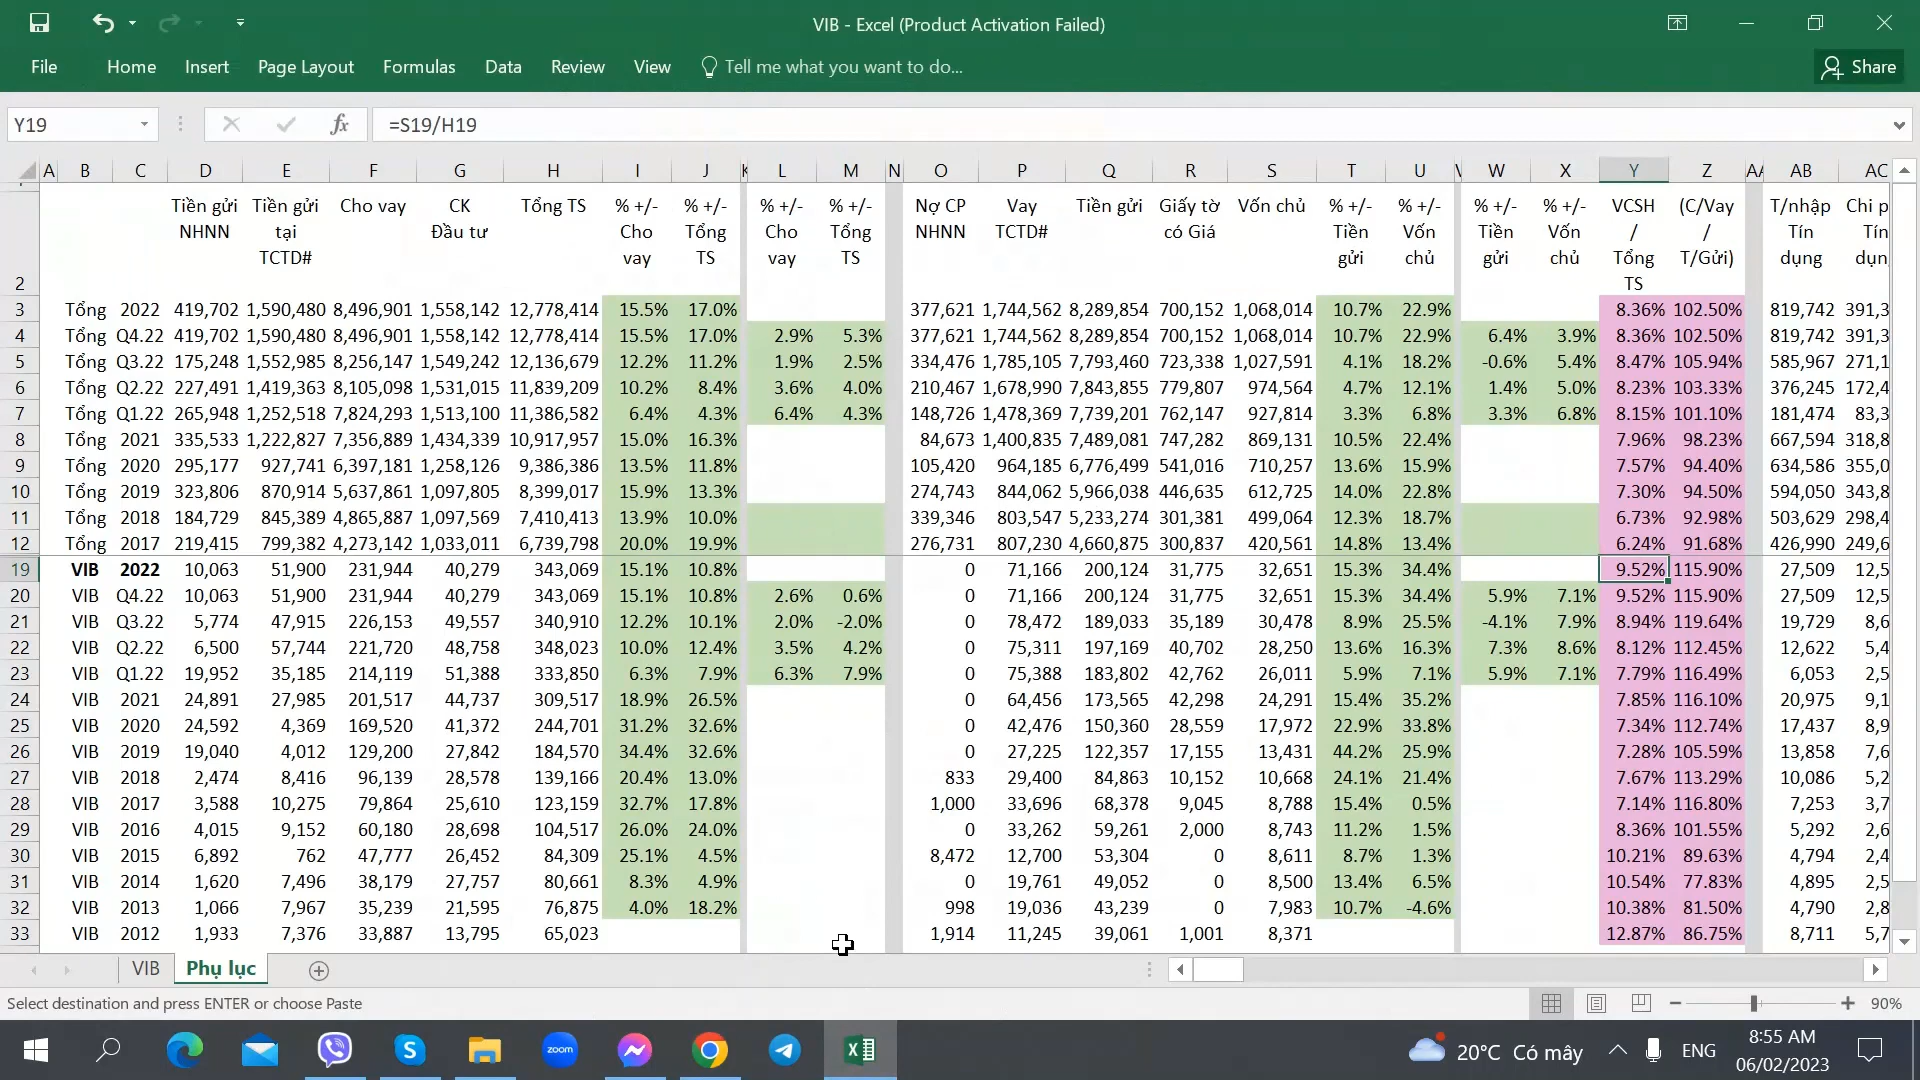 VIB - Excel (Product Activation Failed)
File Home Insert Page Layout Formulas Data Review View Tell me what you want to do... Share
Y19 fx =S19/H19
A B C D E F G H I J K L M N O P Q R S T U V W X Y Z AA AB AC
2 Tiền gửi NHNN Tiền gửi tại TCTD# Cho vay CK Đầu tư Tổng TS % +/- Cho vay % +/- Tổng TS % +/- Cho vay % +/- Tổng TS Nợ CP NHNN Vay TCTD# Tiền gửi Giấy tờ có Giá Vốn chủ % +/- Tiền gửi % +/- Vốn chủ % +/- Tiền gửi % +/- Vốn chủ VCSH / Tổng TS (C/Vay / T/Gửi) T/nhập Tín dụng Chi p Tín dụn
3 Tổng 2022 419,702 1,590,480 8,496,901 1,558,142 12,778,414 15.5% 17.0% 377,621 1,744,562 8,289,854 700,152 1,068,014 10.7% 22.9% 8.36% 102.50% 819,742 391,3
4 Tổng Q4.22 419,702 1,590,480 8,496,901 1,558,142 12,778,414 15.5% 17.0% 2.9% 5.3% 377,621 1,744,562 8,289,854 700,152 1,068,014 10.7% 22.9% 6.4% 3.9% 8.36% 102.50% 819,742 391,3
5 Tổng Q3.22 175,248 1,552,985 8,256,147 1,549,242 12,136,679 12.2% 11.2% 1.9% 2.5% 334,476 1,785,105 7,793,460 723,338 1,027,591 4.1% 18.2% -0.6% 5.4% 8.47% 105.94% 585,967 271,1
6 Tổng Q2.22 227,491 1,419,363 8,105,098 1,531,015 11,839,209 10.2% 8.4% 3.6% 4.0% 210,467 1,678,990 7,843,855 779,807 974,564 4.7% 12.1% 1.4% 5.0% 8.23% 103.33% 376,245 172,4
7 Tổng Q1.22 265,948 1,252,518 7,824,293 1,513,100 11,386,582 6.4% 4.3% 6.4% 4.3% 148,726 1,478,369 7,739,201 762,147 927,814 3.3% 6.8% 3.3% 6.8% 8.15% 101.10% 181,474 83,3
8 Tổng 2021 335,533 1,222,827 7,356,889 1,434,339 10,917,957 15.0% 16.3% 84,673 1,400,835 7,489,081 747,282 869,131 10.5% 22.4% 7.96% 98.23% 667,594 318,8
9 Tổng 2020 295,177 927,741 6,397,181 1,258,126 9,386,386 13.5% 11.8% 105,420 964,185 6,776,499 541,016 710,257 13.6% 15.9% 7.57% 94.40% 634,586 355,0
10 Tổng 2019 323,806 870,914 5,637,861 1,097,805 8,399,017 15.9% 13.3% 274,743 844,062 5,966,038 446,635 612,725 14.0% 22.8% 7.30% 94.50% 594,050 343,8
11 Tổng 2018 184,729 845,389 4,865,887 1,097,569 7,410,413 13.9% 10.0% 339,346 803,547 5,233,274 301,381 499,064 12.3% 18.7% 6.73% 92.98% 503,629 298,4
12 Tổng 2017 219,415 799,382 4,273,142 1,033,011 6,739,798 20.0% 19.9% 276,731 807,230 4,660,875 300,837 420,561 14.8% 13.4% 6.24% 91.68% 426,990 249,6
19 VIB 2022 10,063 51,900 231,944 40,279 343,069 15.1% 10.8% 0 71,166 200,124 31,775 32,651 15.3% 34.4% 9.52% 115.90% 27,509 12,5
20 VIB Q4.22 10,063 51,900 231,944 40,279 343,069 15.1% 10.8% 2.6% 0.6% 0 71,166 200,124 31,775 32,651 15.3% 34.4% 5.9% 7.1% 9.52% 115.90% 27,509 12,5
21 VIB Q3.22 5,774 47,915 226,153 49,557 340,910 12.2% 10.1% 2.0% -2.0% 0 78,472 189,033 35,189 30,478 8.9% 25.5% -4.1% 7.9% 8.94% 119.64% 19,729 8,6
22 VIB Q2.22 6,500 57,744 221,720 48,758 348,023 10.0% 12.4% 3.5% 4.2% 0 75,311 197,169 40,702 28,250 13.6% 16.3% 7.3% 8.6% 8.12% 112.45% 12,622 5,4
23 VIB Q1.22 19,952 35,185 214,119 51,388 333,850 6.3% 7.9% 6.3% 7.9% 0 75,388 183,802 42,762 26,011 5.9% 7.1% 5.9% 7.1% 7.79% 116.49% 6,053 2,5
24 VIB 2021 24,891 27,985 201,517 44,737 309,517 18.9% 26.5% 0 64,456 173,565 42,298 24,291 15.4% 35.2% 7.85% 116.10% 20,975 9,1
25 VIB 2020 24,592 4,369 169,520 41,372 244,701 31.2% 32.6% 0 42,476 150,360 28,559 17,972 22.9% 33.8% 7.34% 112.74% 17,437 8,9
26 VIB 2019 19,040 4,012 129,200 27,842 184,570 34.4% 32.6% 0 27,225 122,357 17,155 13,431 44.2% 25.9% 7.28% 105.59% 13,858 7,6
27 VIB 2018 2,474 8,416 96,139 28,578 139,166 20.4% 13.0% 833 29,400 84,863 10,152 10,668 24.1% 21.4% 7.67% 113.29% 10,086 5,2
28 VIB 2017 3,588 10,275 79,864 25,610 123,159 32.7% 17.8% 1,000 33,696 68,378 9,045 8,788 15.4% 0.5% 7.14% 116.80% 7,253 3,7
29 VIB 2016 4,015 9,152 60,180 28,698 104,517 26.0% 24.0% 0 33,262 59,261 2,000 8,743 11.2% 1.5% 8.36% 101.55% 5,292 2,6
30 VIB 2015 6,892 762 47,777 26,452 84,309 25.1% 4.5% 8,472 12,700 53,304 0 8,611 8.7% 1.3% 10.21% 89.63% 4,794 2,4
31 VIB 2014 1,620 7,496 38,179 27,757 80,661 8.3% 4.9% 0 19,761 49,052 0 8,500 13.4% 6.5% 10.54% 77.83% 4,895 2,5
32 VIB 2013 1,066 7,967 35,239 21,595 76,875 4.0% 18.2% 998 19,036 43,239 0 7,983 10.7% -4.6% 10.38% 81.50% 4,790 2,8
33 VIB 2012 1,933 7,376 33,887 13,795 65,023 1,914 11,245 39,061 1,001 8,371 12.87% 86.75% 8,711 5,7
VIB Phụ lục
Select destination and press ENTER or choose Paste 90%
zoom 20°C Có mây ENG 8:55 AM
06/02/2023